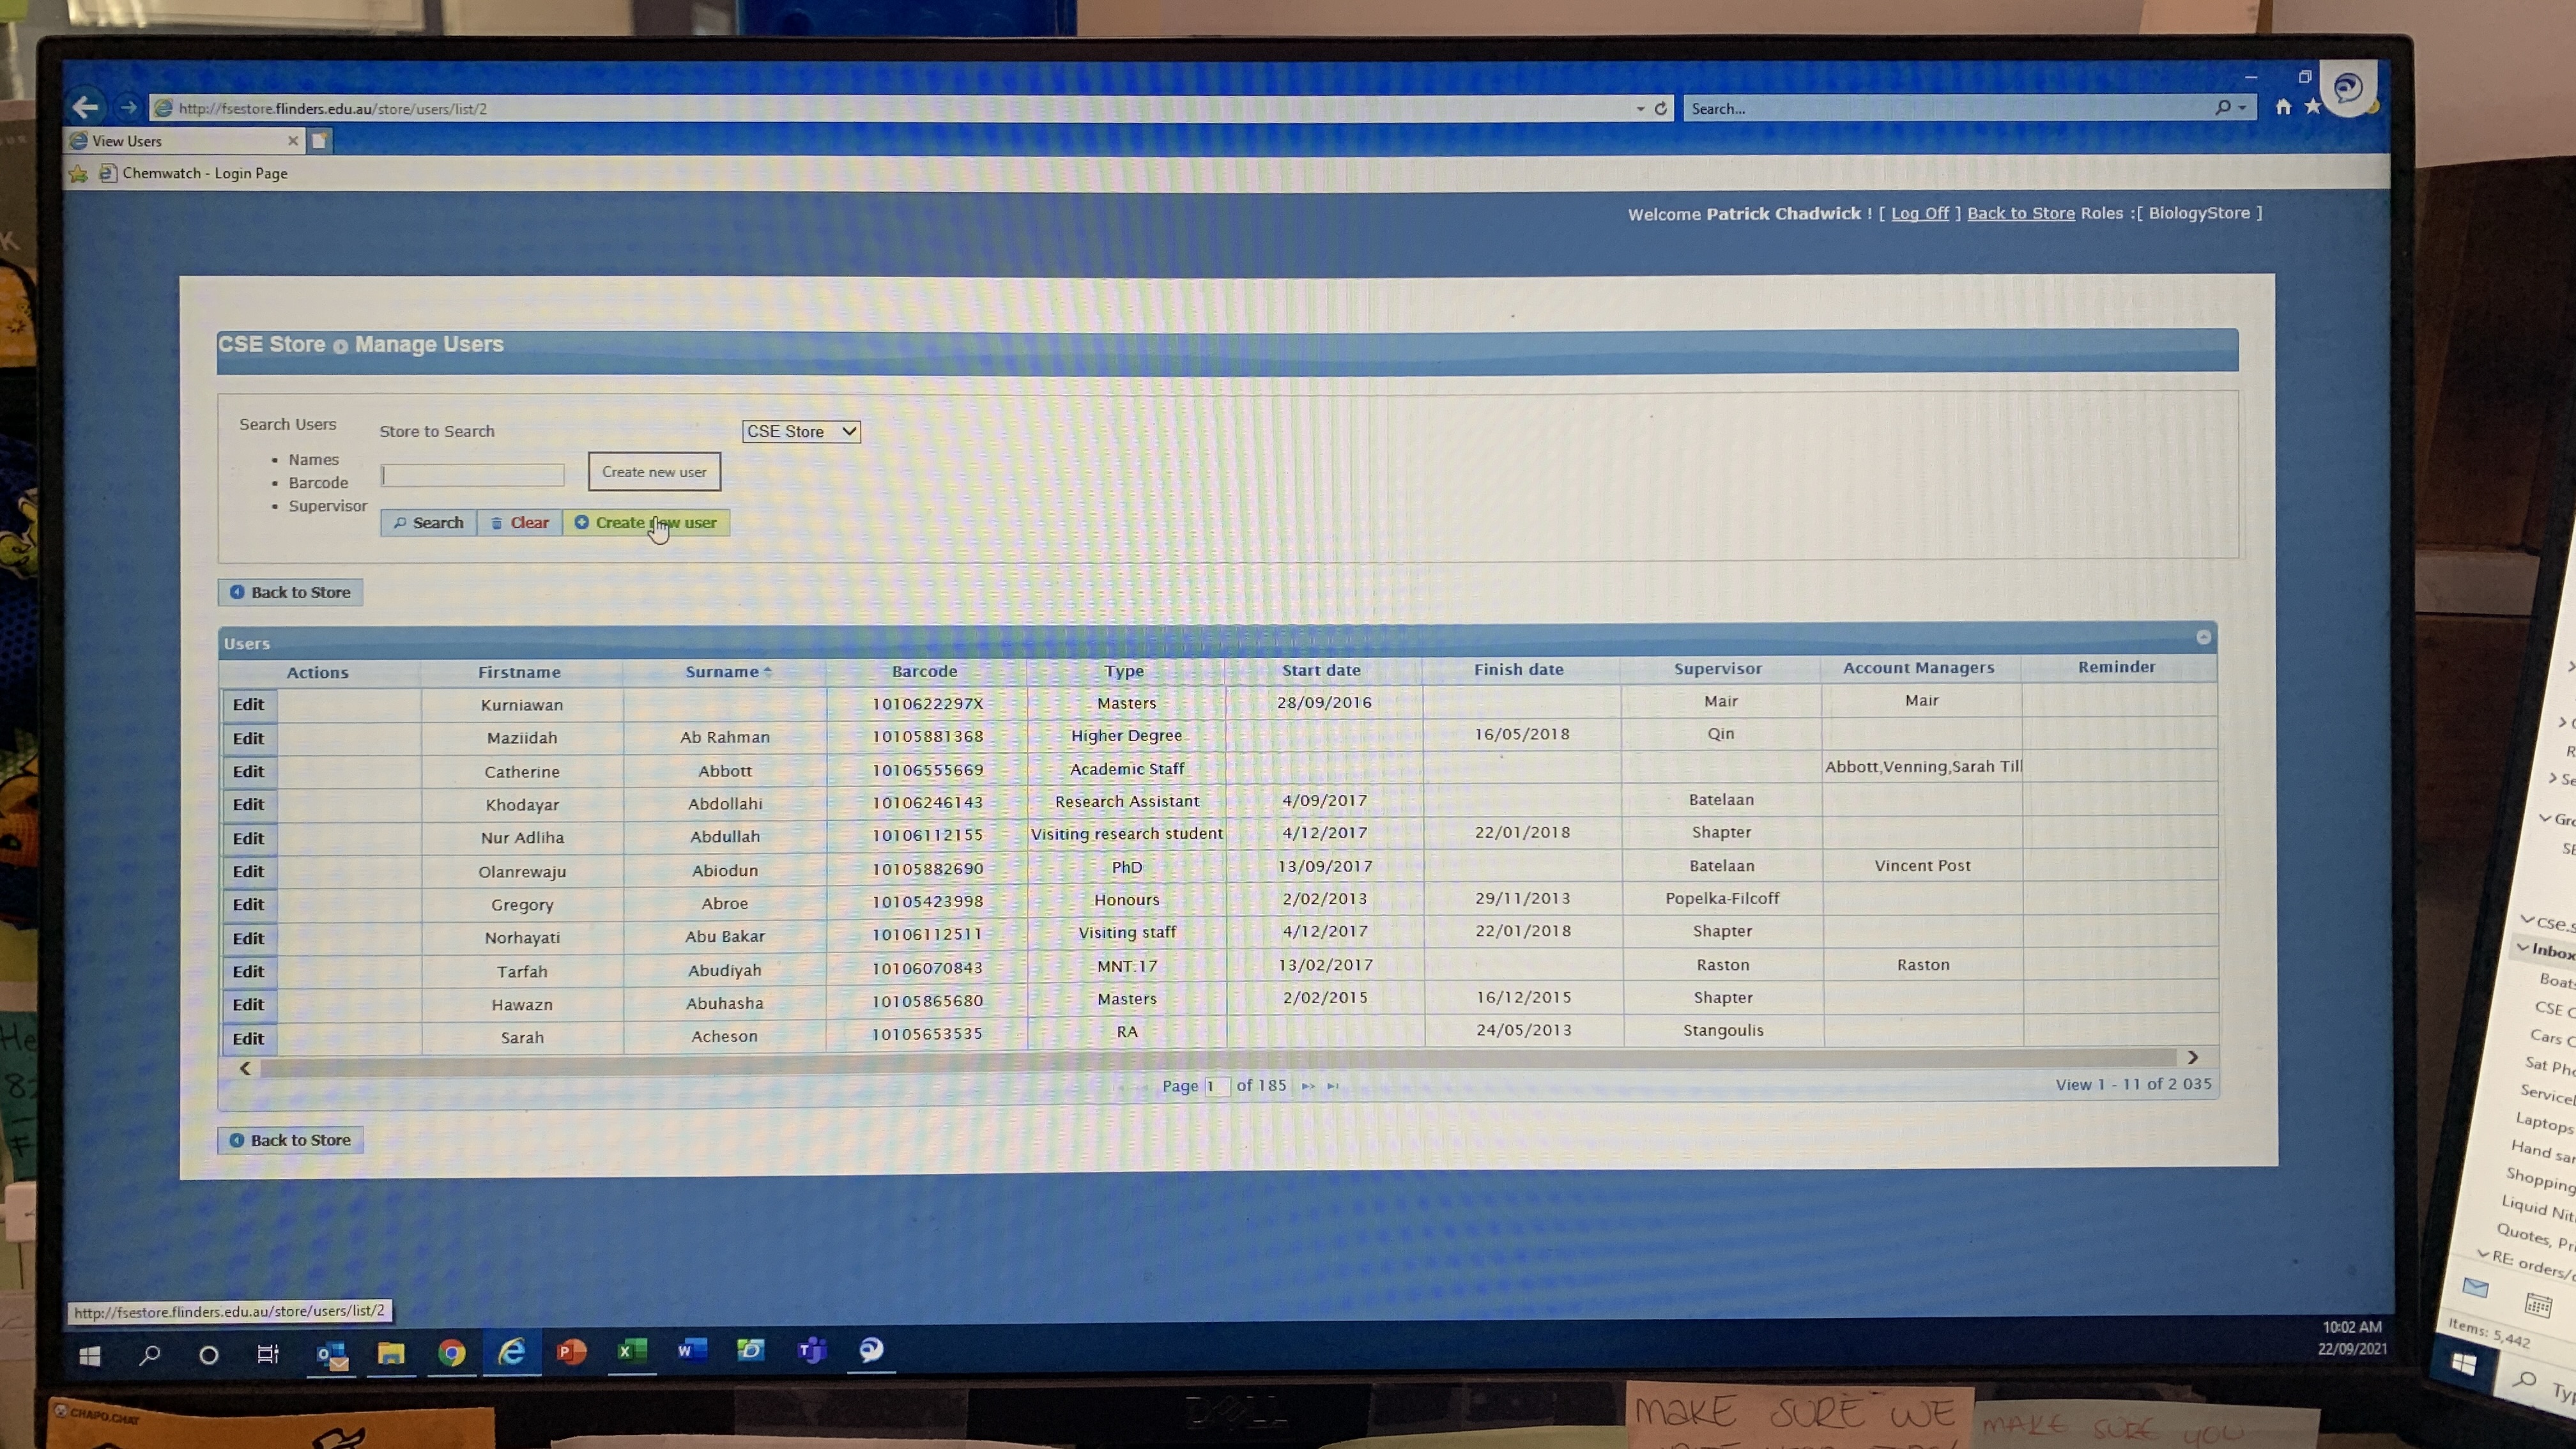 http://fsestore.flinders.edu.au/store/users/list/2
Search...
View Users
Chemwatch - Login Page
Welcome Patrick Chadwick ! [ Log Off ] Back to Store Roles :[ BiologyStore ]
CSE Store Manage Users
Search Users
Names
Barcode
Supervisor
Store to Search
CSE Store
Create new user
Search Clear Create new user
Back to Store
Users
Actions Firstname Surname Barcode Type Start date Finish date Supervisor Account Managers Reminder
Edit Kurniawan 1010622297X Masters 28/09/2016 Mair Mair
Edit Maziidah Ab Rahman 10105881368 Higher Degree 16/05/2018 Qin
Edit Catherine Abbott 10106555669 Academic Staff Abbott,Venning,Sarah Till
Edit Khodayar Abdollahi 10106246143 Research Assistant 4/09/2017 Batelaan
Edit Nur Adliha Abdullah 10106112155 Visiting research student 4/12/2017 22/01/2018 Shapter
Edit Olanrewaju Abiodun 10105882690 PhD 13/09/2017 Batelaan Vincent Post
Edit Gregory Abroe 10105423998 Honours 2/02/2013 29/11/2013 Popelka-Filcoff
Edit Norhayati Abu Bakar 10106112511 Visiting staff 4/12/2017 22/01/2018 Shapter
Edit Tarfah Abudiyah 10106070843 MNT.17 13/02/2017 Raston Raston
Edit Hawazn Abuhasha 10105865680 Masters 2/02/2015 16/12/2015 Shapter
Edit Sarah Acheson 10105653535 RA 24/05/2013 Stangoulis
Page 1 of 185
View 1 - 11 of 2 035
Back to Store
http://fsestore.flinders.edu.au/store/users/list/2
10:02 AM
22/09/2021
DELL
CHAPO.CHAT
MAKE SURE WE
MAKE SURE YOU
cse.s
Inbox
Boat
CSE C
Cars C
Sat Pho
Service
Laptops
Hand sa
Shopping
Liquid Nit
Quotes, Pr
RE: orders/
Items: 5,442